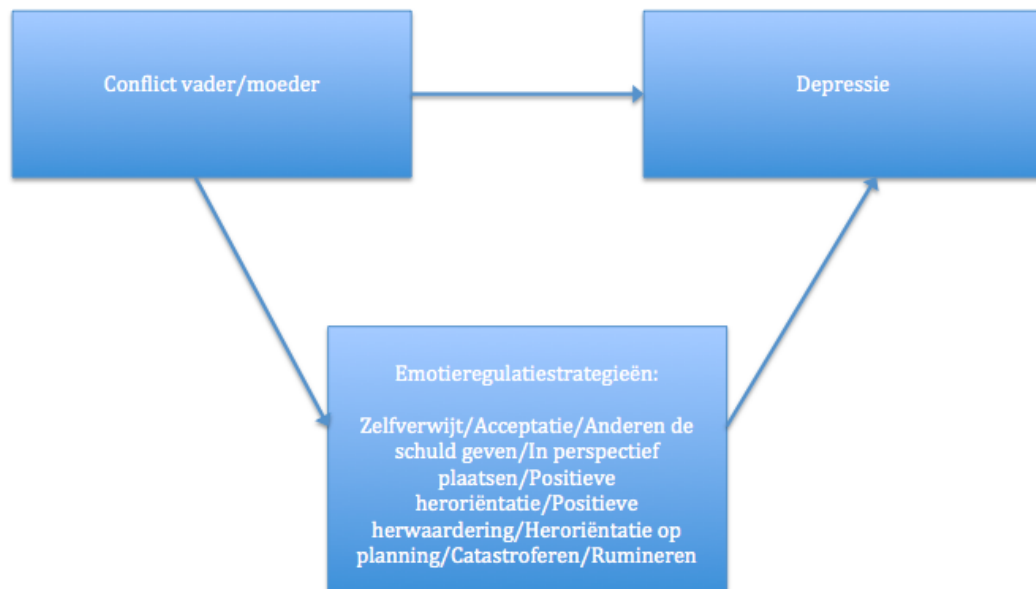 Conflict vader/moeder
Depressie
Emotieregulatiestrategieën:
Zelfverwijt/Acceptatie/Anderen de
schuld geven/In perspectief
plaatsen/Positieve
heroriëntatie/Positieve
herwaardering/Heroriëntatie op
planning/Catastroferen/Rumineren